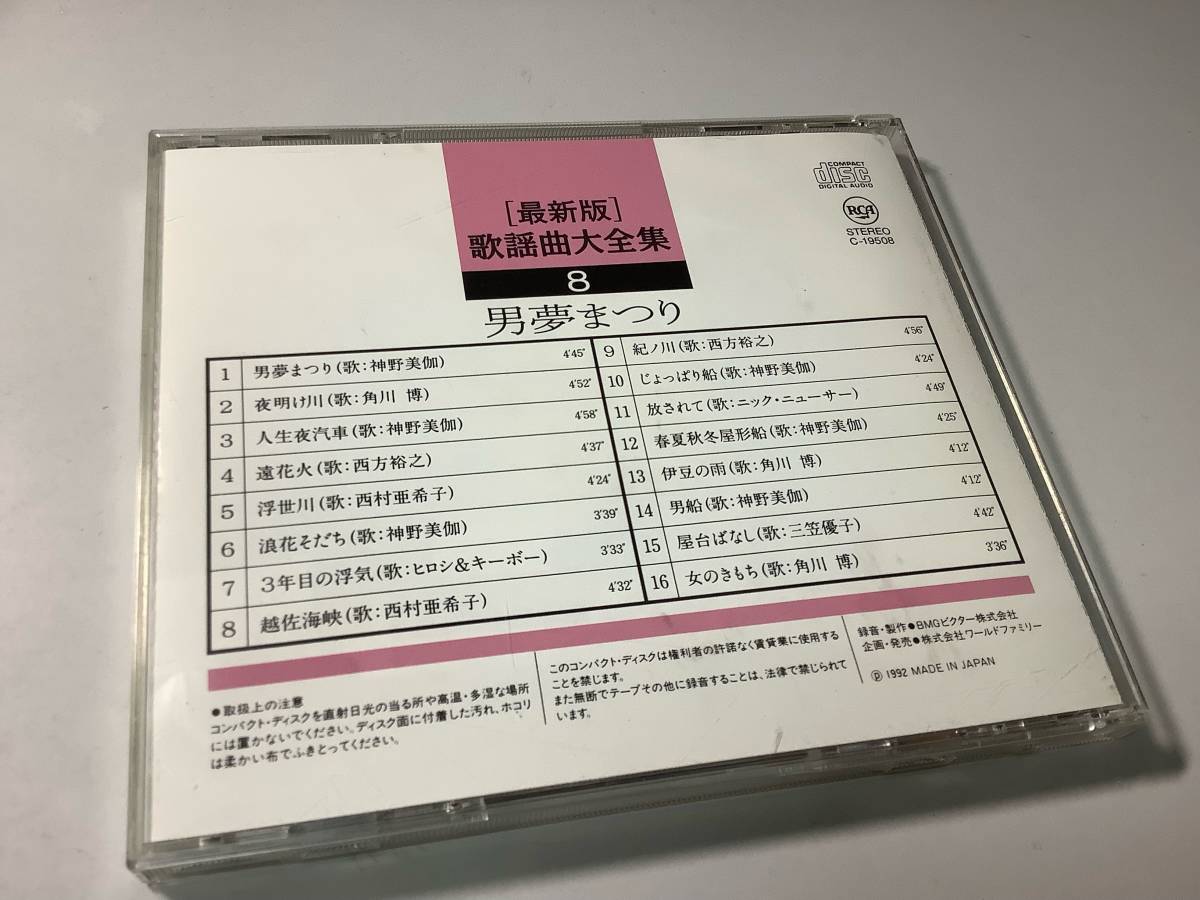 [最新版]
歌謡曲大全集
8
男夢まつり
COMPACT
disc
DIGITAL AUDIO
RCA
STEREO
C-19508
1 男夢まつり(歌:神野美伽) 4'45"
2 夜明け川(歌:角川 博) 4'52"
3 人生夜汽車(歌:神野美伽) 4'58"
4 遠花火(歌:西方裕之) 4'37"
5 浮世川(歌:西村亜希子) 4'24"
6 浪花そだち(歌:神野美伽) 3'39"
7 3年目の浮気(歌:ヒロシ&キーボー) 3'33"
8 越佐海峡(歌:西村亜希子) 4'32"
9 紀ノ川(歌:西方裕之) 4'56"
10 じょっぱり船(歌:神野美伽) 4'24"
11 放されて(歌:ニック・ニューサー) 4'49"
12 春夏秋冬屋形船(歌:神野美伽) 4'25"
13 伊豆の雨(歌:角川 博) 4'12"
14 男船(歌:神野美伽) 4'12"
15 屋台ばなし(歌:三笠優子) 4'42"
16 女のきもち(歌:角川 博) 3'36"
●取扱上の注意
コンパクト・ディスクを直射日光の当る所や高温・多湿な場所
には置かないでください。ディスク面に付着した汚れ、ホコリ
は柔かい布でふきとってください。
このコンパクト・ディスクは権利者の許諾なく賃貸業に使用する
ことを禁じます。
また無断でテープその他に録音することは、法律で禁じられて
います。
録音・製作●BMGビクター株式会社
企画・発売●株式会社ワールドファミリー
Ⓟ 1992 MADE IN JAPAN